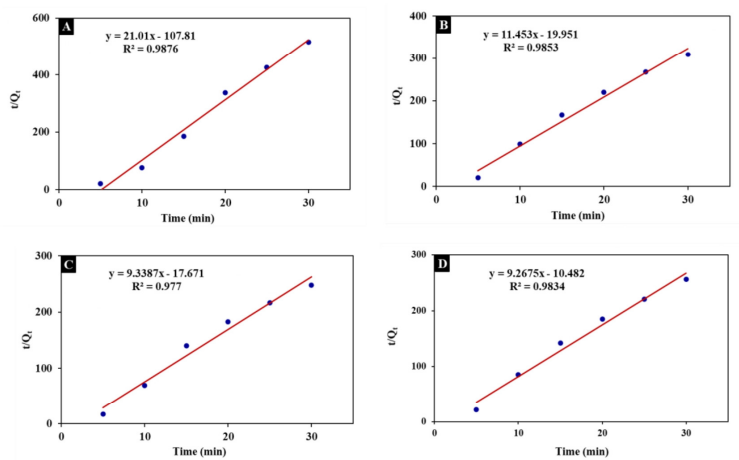 A
y = 21.01x - 107.81
R² = 0.9876
600
400
200
0
t/Qt
0
10
20
30
Time (min)
B
y = 11.453x - 19.951
R² = 0.9853
400
300
200
100
0
t/Qt
0
10
20
30
Time (min)
C
y = 9.3387x - 17.671
R² = 0.977
300
200
100
0
t/Qt
0
10
20
30
Time (min)
D
y = 9.2675x - 10.482
R² = 0.9834
300
200
100
0
t/Qt
0
10
20
30
Time (min)